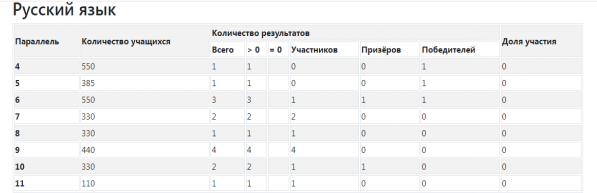 Русский язык
Параллель Количество учащихся Количество результатов Доля участия
Всего > 0 = 0 Участников Призёров Победителей
4 550 1 1 0 0 1 0
5 385 1 1 0 0 1 0
6 550 3 3 1 1 1 0
7 330 2 2 2 0 0 0
8 330 1 1 1 0 0 0
9 440 4 4 4 0 0 0
10 330 2 2 1 1 0 0
11 110 1 1 1 0 0 0